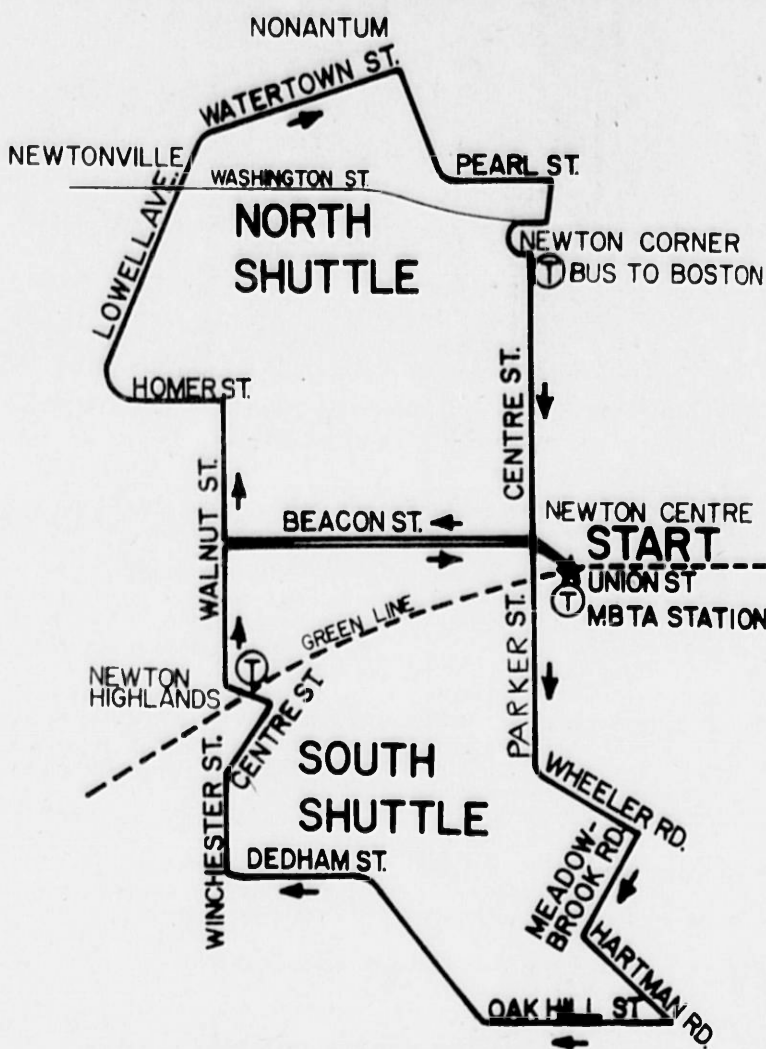 NONANTUM
WATERTOWN ST.
NEWTONVILLE
WASHINGTON ST.
PEARL ST.
LOWELL AVE.
NORTH
SHUTTLE
NEWTON CORNER
T BUS TO BOSTON
HOMER ST.
CENTRE ST.
WALNUT ST.
BEACON ST.
NEWTON CENTRE
START
UNION ST
T MBTA STATION
GREEN LINE
PARKER ST.
T
NEWTON
HIGHLANDS
CENTRE ST.
WINCHESTER ST.
SOUTH
SHUTTLE
WHEELER RD.
DEDHAM ST.
MEADOW-
BROOK RD.
HARTMAN RD.
OAK HILL ST